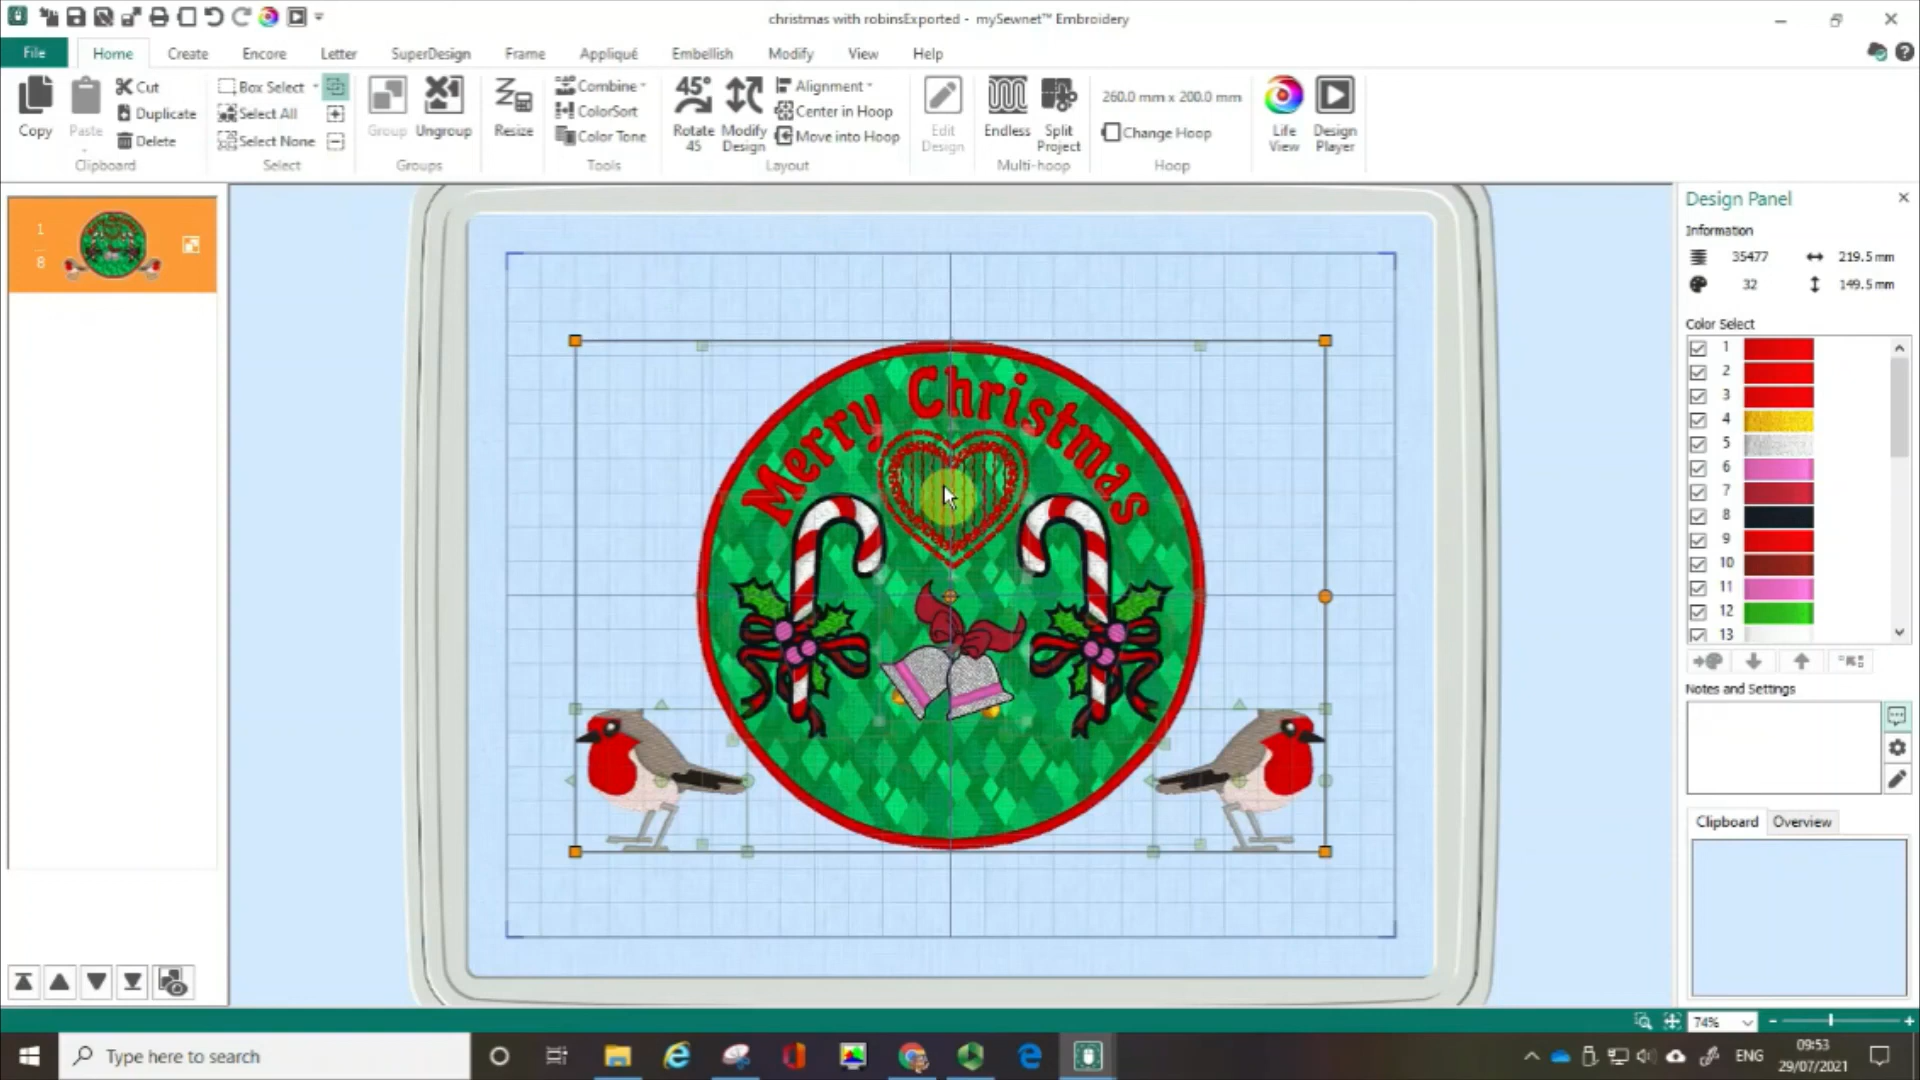 christmas with robinsExported - mySewnet™ Embroidery
File Home Create Encore Letter SuperDesign Frame Appliqué Embellish Modify View Help
Copy
Paste
Cut
Duplicate
Delete
Clipboard
Box Select
Select All
Select None
Select
Group
Ungroup
Groups
Resize
Combine
ColorSort
Color Tone
Tools
45°
Rotate
45
Modify
Design
Alignment
Center in Hoop
Move into Hoop
Layout
Edit
Design
Endless
Split
Project
Multi-hoop
260.0 mm x 200.0 mm
Change Hoop
Hoop
Life
View
Design
Player
1
8
Merry Christmas
Design Panel
Information
35477 219.5 mm
32 149.5 mm
Color Select
1
2
3
4
5
6
7
8
9
10
11
12
13
Notes and Settings
Clipboard Overview
74%
Type here to search
ENG
09:53
29/07/2021